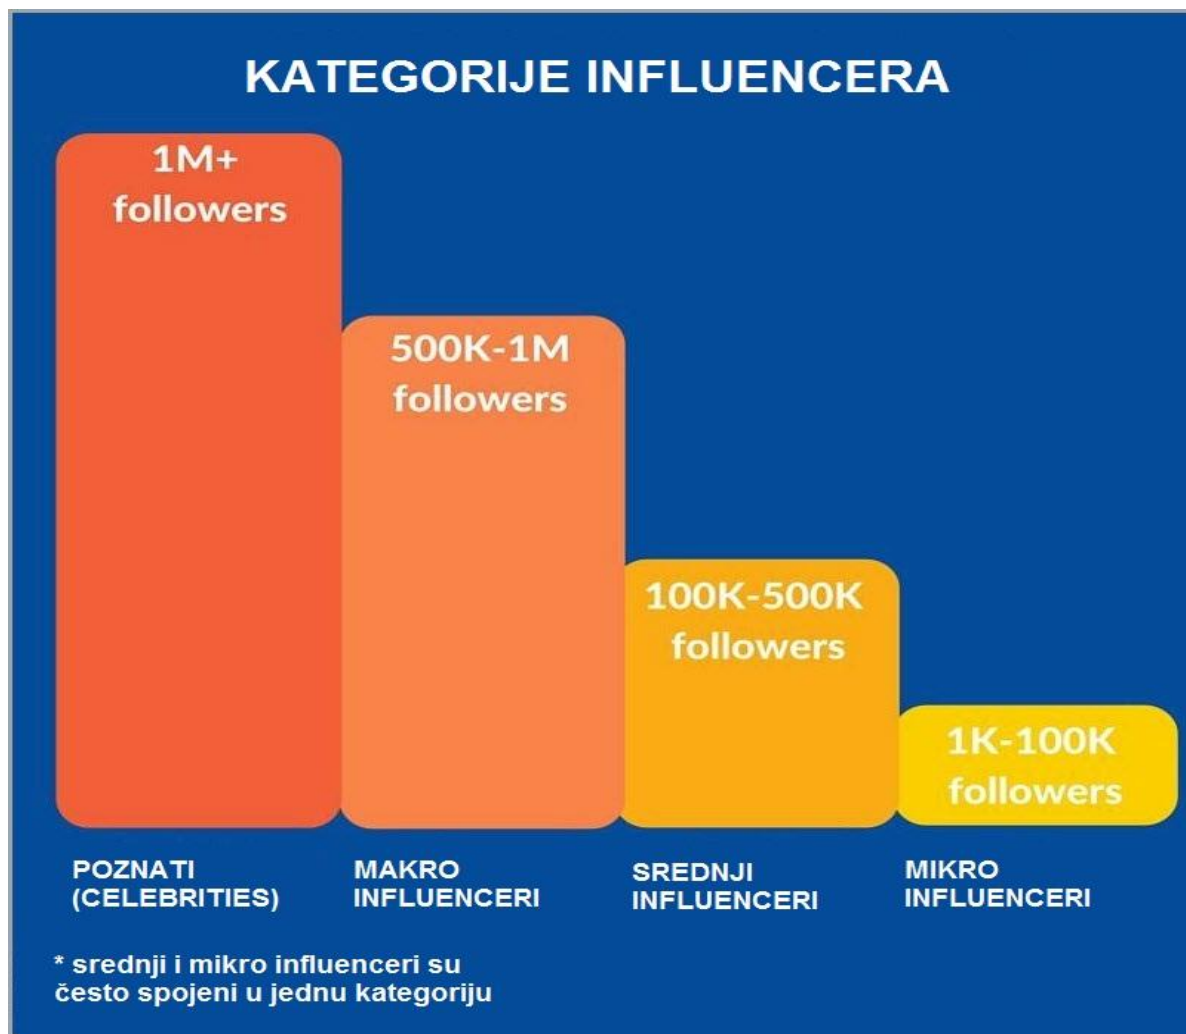 KATEGORIJE INFLUENCERA
1M+
followers
500K-1M
followers
100K-500K
followers
1K-100K
followers
POZNATI
(CELEBRITIES)
MAKRO
INFLUENCERI
SREDNJI
INFLUENCERI
MIKRO
INFLUENCERI
* srednji i mikro influenceri su
često spojeni u jednu kategoriju